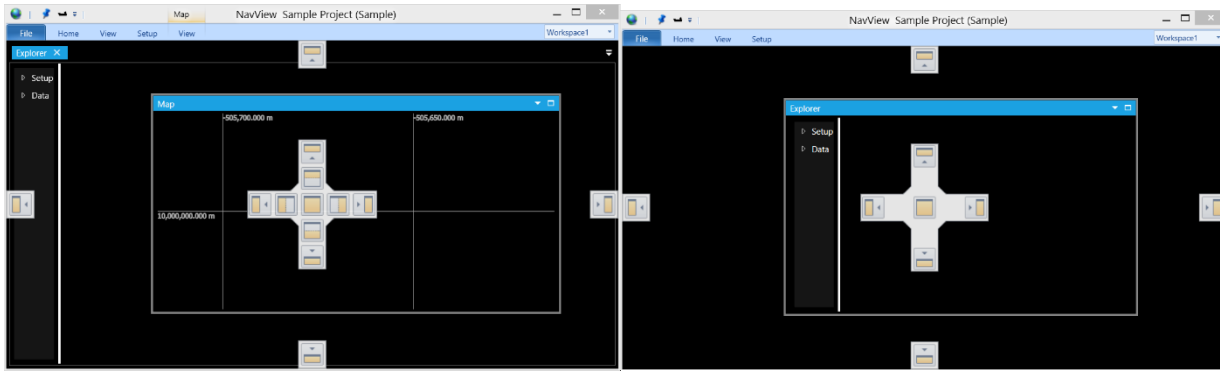 Map NavView Sample Project (Sample)
File Home View Setup View Workspace1
Explorer
Setup
Data
Map
-505,700.000 m -505,650.000 m
10,000,000.000 m
NavView Sample Project (Sample)
File Home View Setup Workspace1
Explorer
Setup
Data